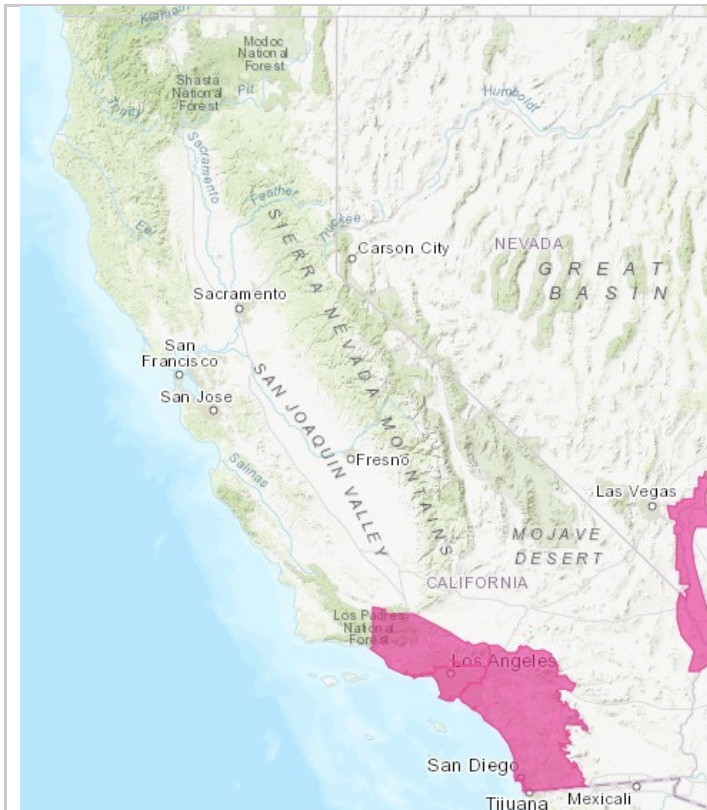 Klamath
Modoc
National
Forest
Shasta
National
Forest
Pit
Trinity
Humboldt
Sacramento
Feather
Truckee
Eel
Carson City
NEVADA
GREAT
BASIN
SIERRA NEVADA MOUNTAINS
Sacramento
San
Francisco
San Jose
SAN JOAQUIN VALLEY
Fresno
Salinas
Las Vegas
MOJAVE
DESERT
CALIFORNIA
Los Padres
National
Forest
Los Angeles
San Diego
Tijuana
Mexicali